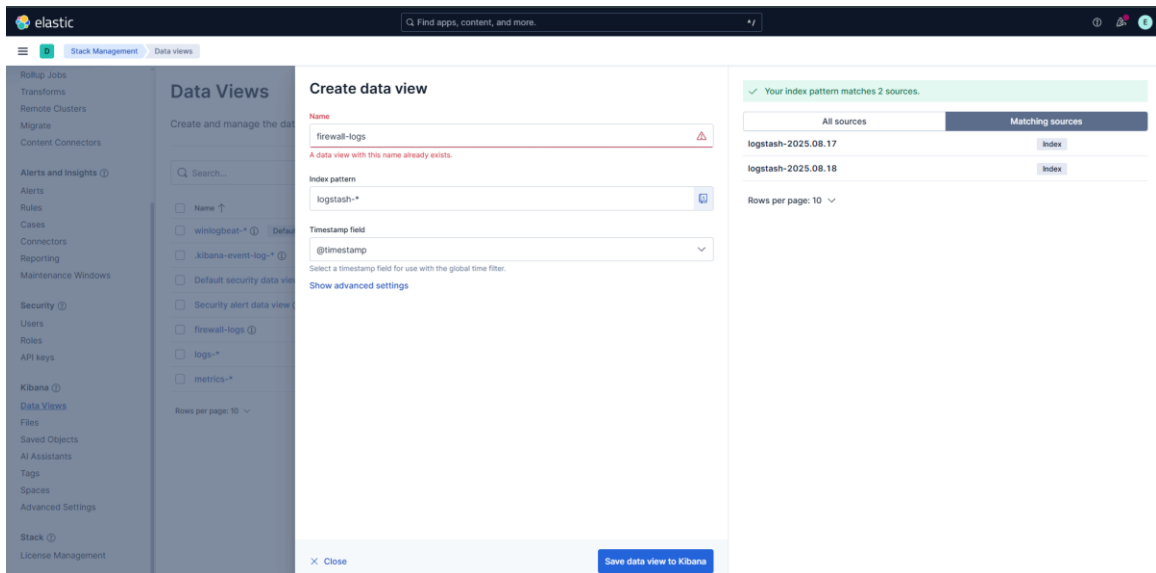 elastic
Find apps, content, and more.
^/
E
D
Stack Management
Data views
Rollup Jobs
Transforms
Remote Clusters
Migrate
Content Connectors
Alerts and Insights
Alerts
Rules
Cases
Connectors
Reporting
Maintenance Windows
Security
Users
Roles
API keys
Kibana
Data Views
Files
Saved Objects
AI Assistants
Tags
Spaces
Advanced Settings
Stack
License Management
Data Views
Create and manage the dat
Search...
Name ↑
winlogbeat-* Defau
.kibana-event-log-*
Default security data vie
Security alert data view
firewall-logs
logs-*
metrics-*
Rows per page: 10
Create data view
Name
firewall-logs
A data view with this name already exists.
Index pattern
logstash-*
Timestamp field
@timestamp
Select a timestamp field for use with the global time filter.
Show advanced settings
Close
Save data view to Kibana
Your index pattern matches 2 sources.
All sources
Matching sources
logstash-2025.08.17 Index
logstash-2025.08.18 Index
Rows per page: 10